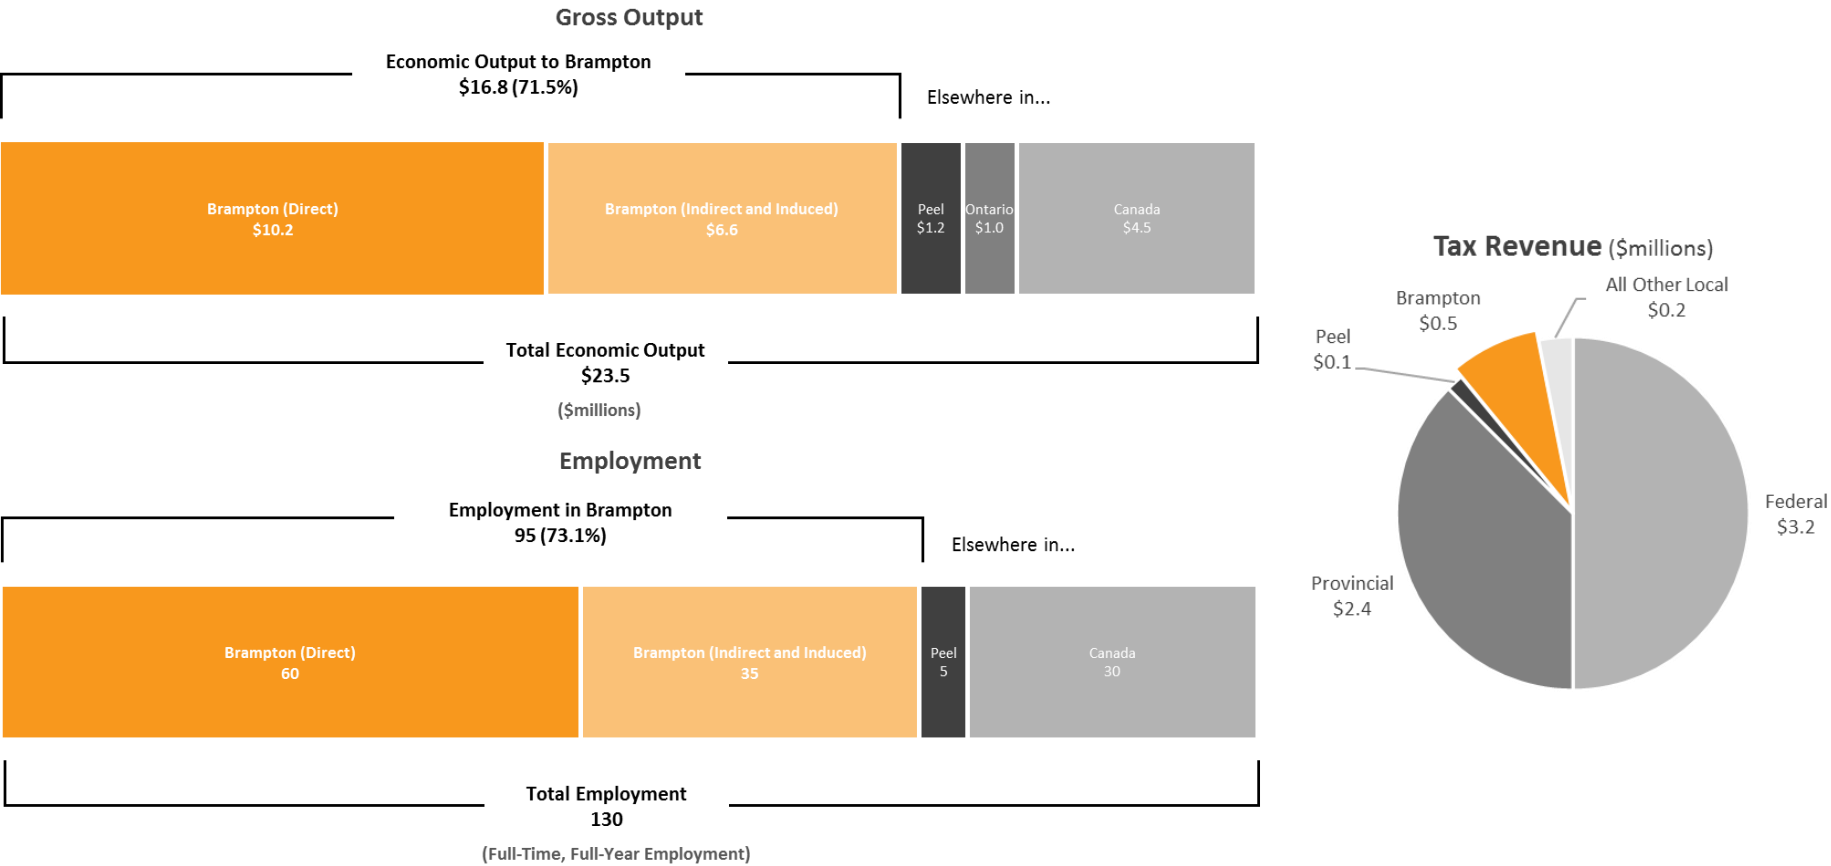 Gross Output
Economic Output to Brampton
$16.8 (71.5%)
Elsewhere in...
Brampton (Direct)
$10.2
Brampton (Indirect and Induced)
$6.6
Peel
$1.2
Ontario
$1.0
Canada
$4.5
Total Economic Output
$23.5
($millions)
Employment
Employment in Brampton
95 (73.1%)
Elsewhere in...
Brampton (Direct)
60
Brampton (Indirect and Induced)
35
Peel
5
Canada
30
Total Employment
130
(Full-Time, Full-Year Employment)
Tax Revenue ($millions)
All Other Local
$0.2
Brampton
$0.5
Peel
$0.1
Federal
$3.2
Provincial
$2.4